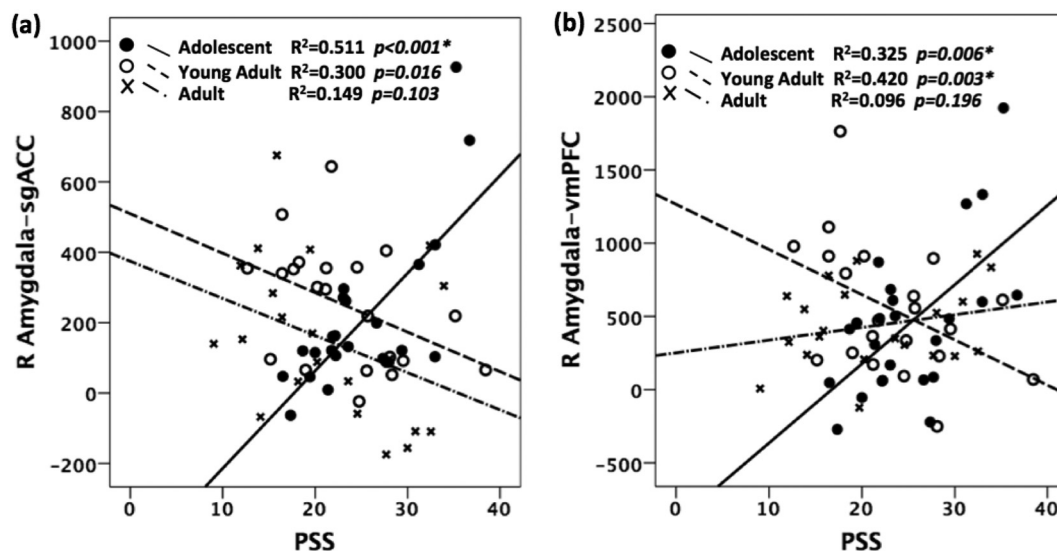 (a)
Adolescent R²=0.511 p<0.001*
Young Adult R²=0.300 p=0.016
Adult R²=0.149 p=0.103
R Amygdala-sgACC
1000
800
600
400
200
0
-200
0 10 20 30 40
PSS
(b)
Adolescent R²=0.325 p=0.006*
Young Adult R²=0.420 p=0.003*
Adult R²=0.096 p=0.196
R Amygdala-vmPFC
2500
2000
1500
1000
500
0
-500
0 10 20 30 40
PSS